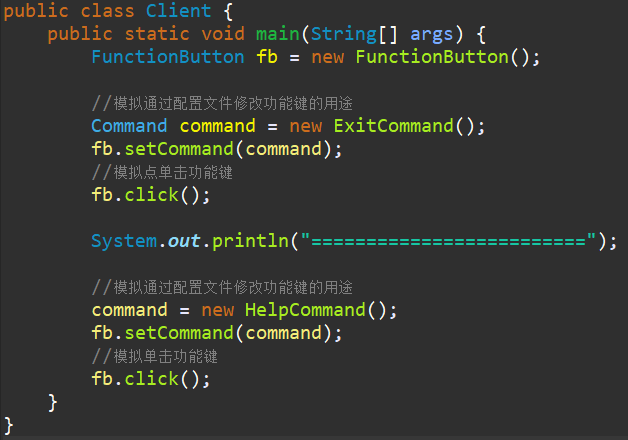 public class Client {
    public static void main(String[] args) {
        FunctionButton fb = new FunctionButton();

        //模拟通过配置文件修改功能键的用途
        Command command = new ExitCommand();
        fb.setCommand(command);
        //模拟点单击功能键
        fb.click();

        System.out.println("=========================");

        //模拟通过配置文件修改功能键的用途
        command = new HelpCommand();
        fb.setCommand(command);
        //模拟单击功能键
        fb.click();
    }
}